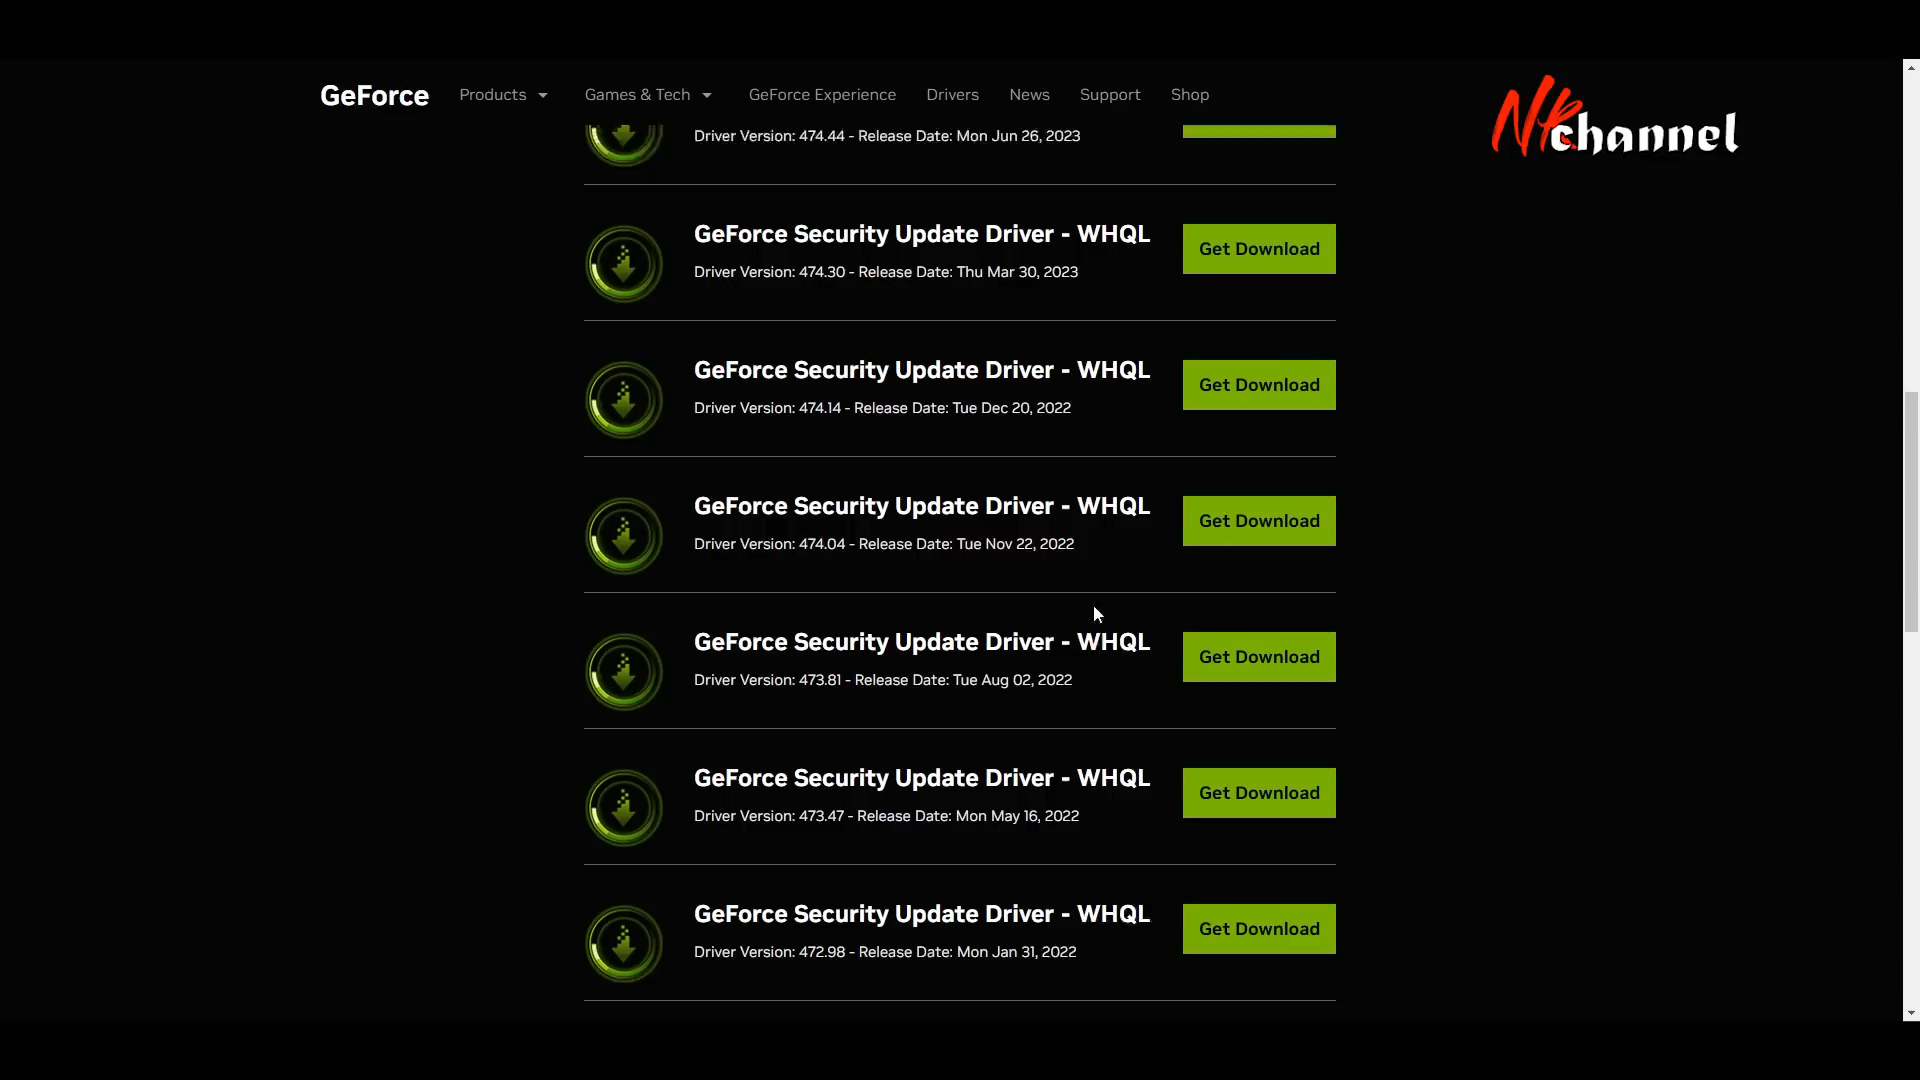 GeForce Products Games & Tech GeForce Experience Drivers News Support Shop
NKchannel
Driver Version: 474.44 - Release Date: Mon Jun 26, 2023
GeForce Security Update Driver - WHQL
Get Download
Driver Version: 474.30 - Release Date: Thu Mar 30, 2023
GeForce Security Update Driver - WHQL
Get Download
Driver Version: 474.14 - Release Date: Tue Dec 20, 2022
GeForce Security Update Driver - WHQL
Get Download
Driver Version: 474.04 - Release Date: Tue Nov 22, 2022
GeForce Security Update Driver - WHQL
Get Download
Driver Version: 473.81 - Release Date: Tue Aug 02, 2022
GeForce Security Update Driver - WHQL
Get Download
Driver Version: 473.47 - Release Date: Mon May 16, 2022
GeForce Security Update Driver - WHQL
Get Download
Driver Version: 472.98 - Release Date: Mon Jan 31, 2022